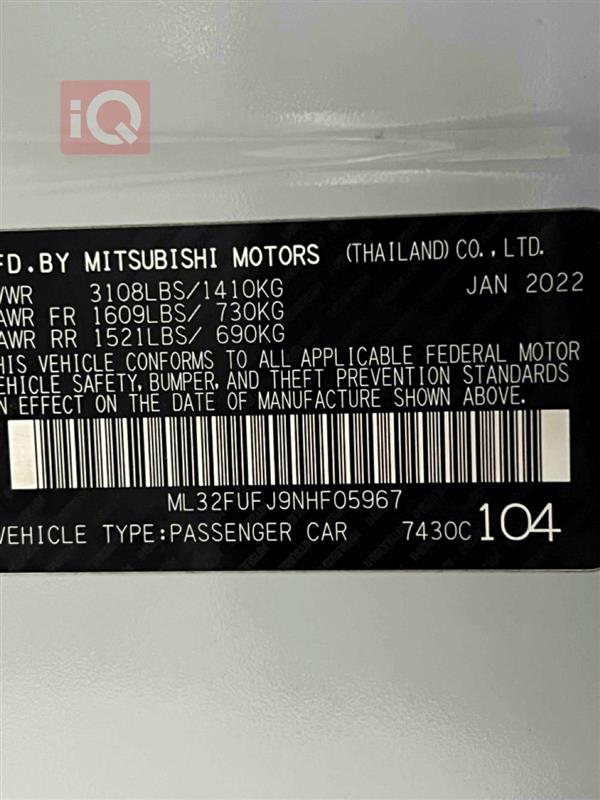 iQ
FD.BY MITSUBISHI MOTORS (THAILAND) CO., LTD.
VWR 3108LBS/1410KG JAN 2022
AWR FR 1609LBS/ 730KG
AWR RR 1521LBS/ 690KG
HIS VEHICLE CONFORMS TO ALL APPLICABLE FEDERAL MOTOR
EHICLE SAFETY, BUMPER, AND THEFT PREVENTION STANDARDS
N EFFECT ON THE DATE OF MANUFACTURE SHOWN ABOVE.
ML32FUFJ9NHF05967
VEHICLE TYPE:PASSENGER CAR 7430C 104